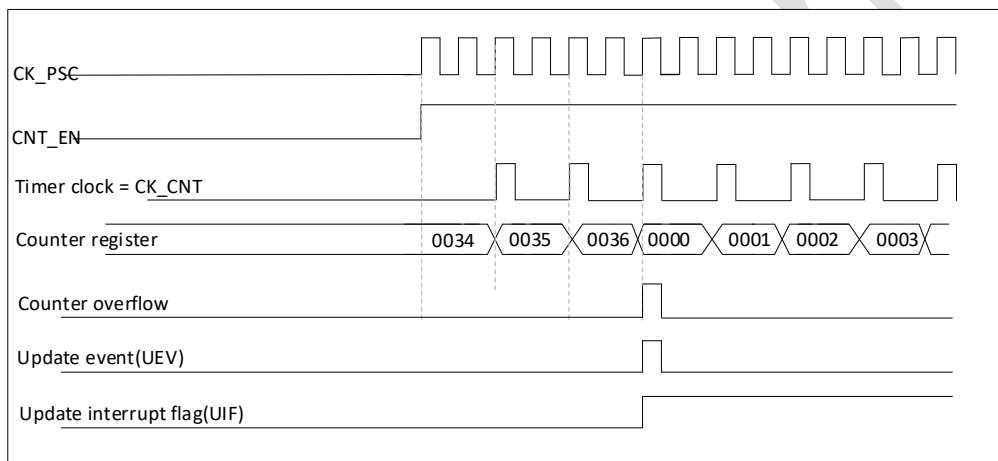 CK_PSC
CNT_EN
Timer clock = CK_CNT
Counter register
0034 0035 0036 0000 0001 0002 0003
Counter overflow
Update event(UEV)
Update interrupt flag(UIF)